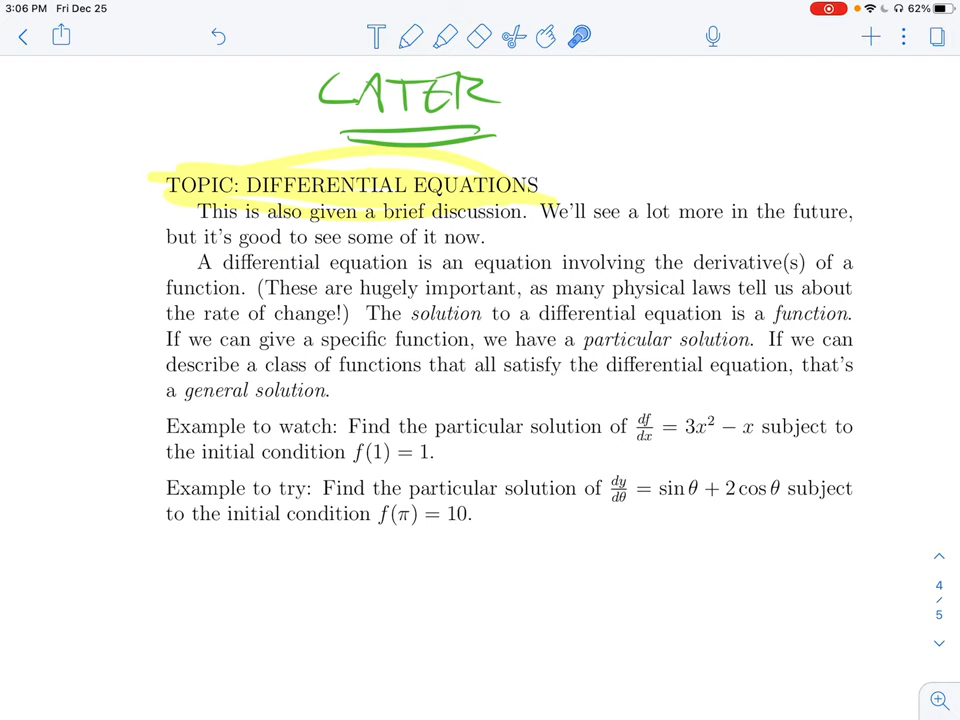 3:06 PM Fri Dec 25
62%
LATER
TOPIC: DIFFERENTIAL EQUATIONS
This is also given a brief discussion. We'll see a lot more in the future,
but it's good to see some of it now.
A differential equation is an equation involving the derivative(s) of a
function. (These are hugely important, as many physical laws tell us about
the rate of change!) The solution to a differential equation is a function.
If we can give a specific function, we have a particular solution. If we can
describe a class of functions that all satisfy the differential equation, that's
a general solution.
Example to watch: Find the particular solution of df/dx = 3x² − x subject to
the initial condition f(1) = 1.
Example to try: Find the particular solution of dy/dθ = sin θ + 2 cos θ subject
to the initial condition f(π) = 10.
4
/
5